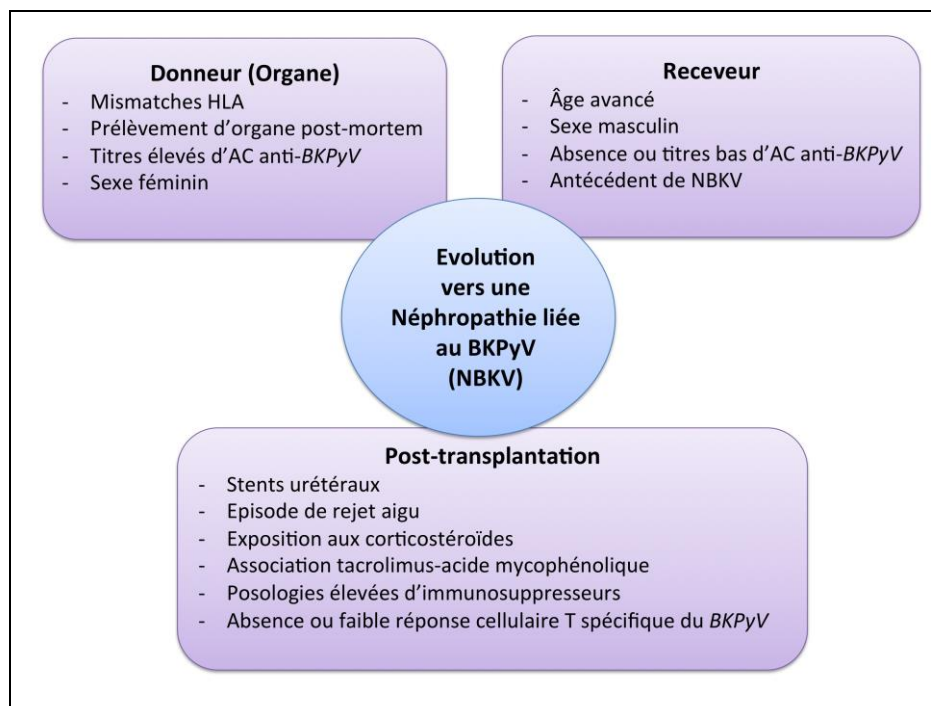 Donneur (Organe)
- Mismatches HLA
- Prélèvement d'organe post-mortem
- Titres élevés d'AC anti-BKPyV
- Sexe féminin
Receveur
- Âge avancé
- Sexe masculin
- Absence ou titres bas d'AC anti-BKPyV
- Antécédent de NBKV
Evolution
vers une
Néphropathie liée
au BKPyV
(NBKV)
Post-transplantation
- Stents urétéraux
- Episode de rejet aigu
- Exposition aux corticostéroïdes
- Association tacrolimus-acide mycophénolique
- Posologies élevées d'immunosuppresseurs
- Absence ou faible réponse cellulaire T spécifique du BKPyV